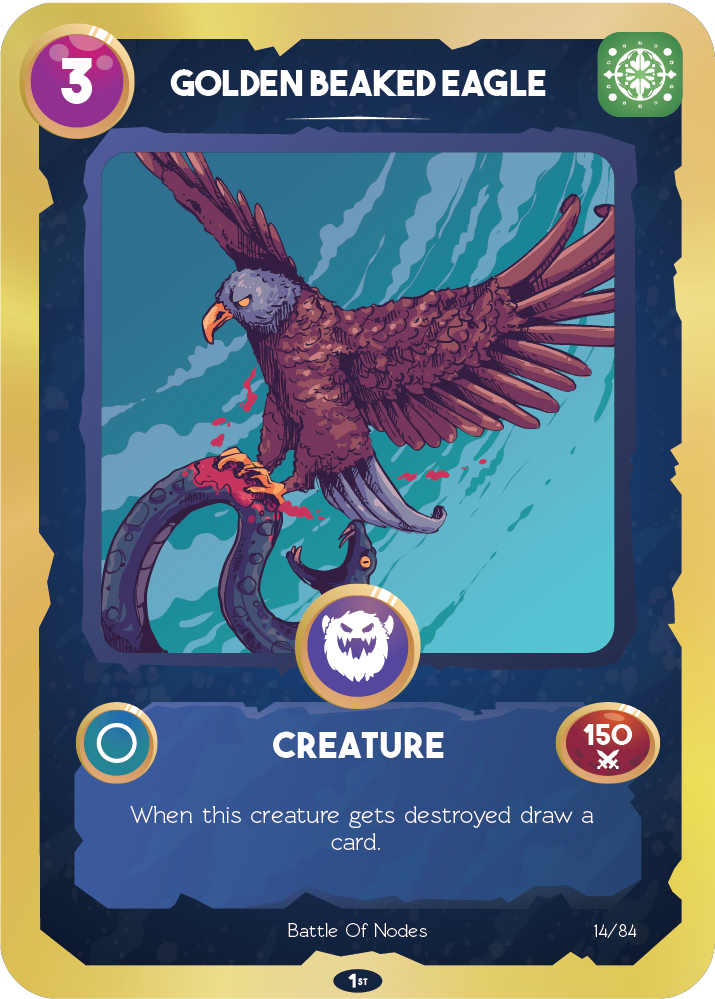 3
GOLDEN BEAKED EAGLE
CREATURE
150
When this creature gets destroyed draw a
card.
Battle Of Nodes
14/84
1ST